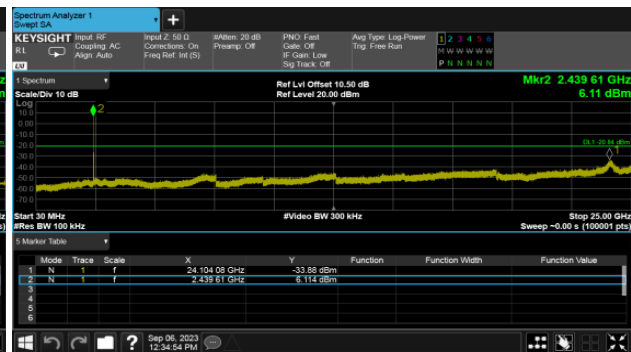 Spectrum Analyzer 1
Swept SA
+
KEYSIGHT Input: RF Input Z: 50 Ω #Atten: 20 dB PNO: Fast Avg Type: Log-Power 1 2 3 4 5 6
RL Coupling: AC Corrections: On Preamp: Off Gate: Off Trig: Free Run M W W W W W
Align: Auto Freq Ref: Int (S) IF Gain: Low P N N N N N
Sig Track: Off
LXI
1 Spectrum Ref Lvl Offset 10.50 dB Mkr2 2.439 61 GHz
Scale/Div 10 dB Ref Level 20.00 dBm 6.11 dBm
Log
10.0
0.00
-10.0
-20.0
-30.0
-40.0
-50.0
-60.0
-70.0
2
DL1 -20.84 dBm
1
Start 30 MHz #Video BW 300 kHz Stop 25.00 GHz
#Res BW 100 kHz Sweep ~0.00 s (100001 pts)
5 Marker Table
Mode Trace Scale X Y Function Function Width Function Value
1 N 1 f 24.104 08 GHz -33.88 dBm
2 N 1 f 2.439 61 GHz 6.114 dBm
3
4
5
6
? Sep 06, 2023
12:34:54 PM